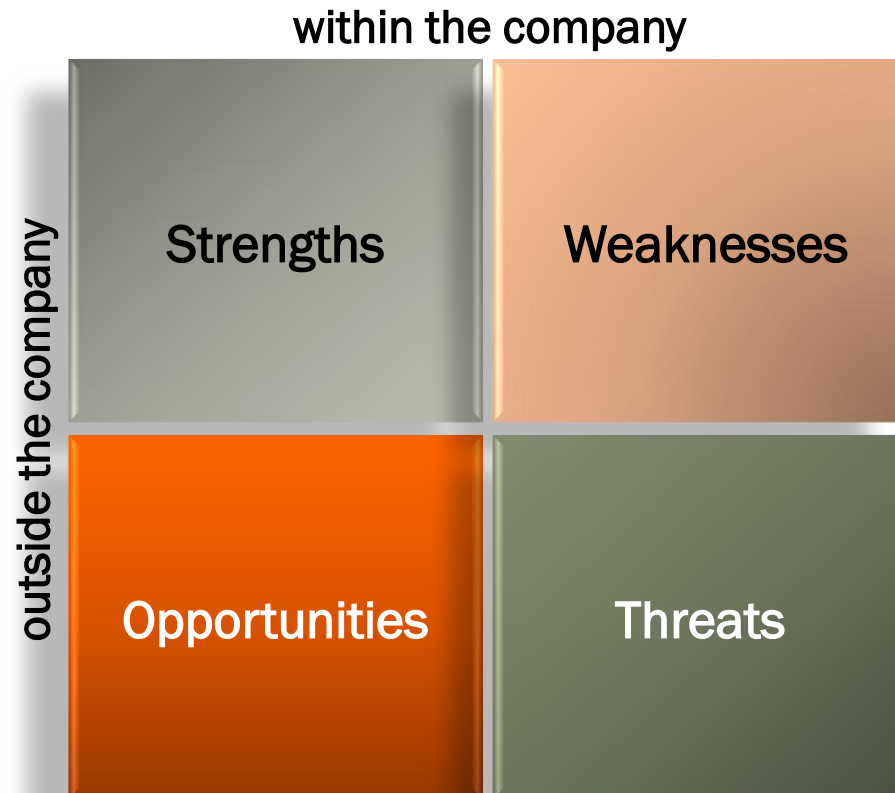 within the company
outside the company
Strengths
Weaknesses
Opportunities
Threats